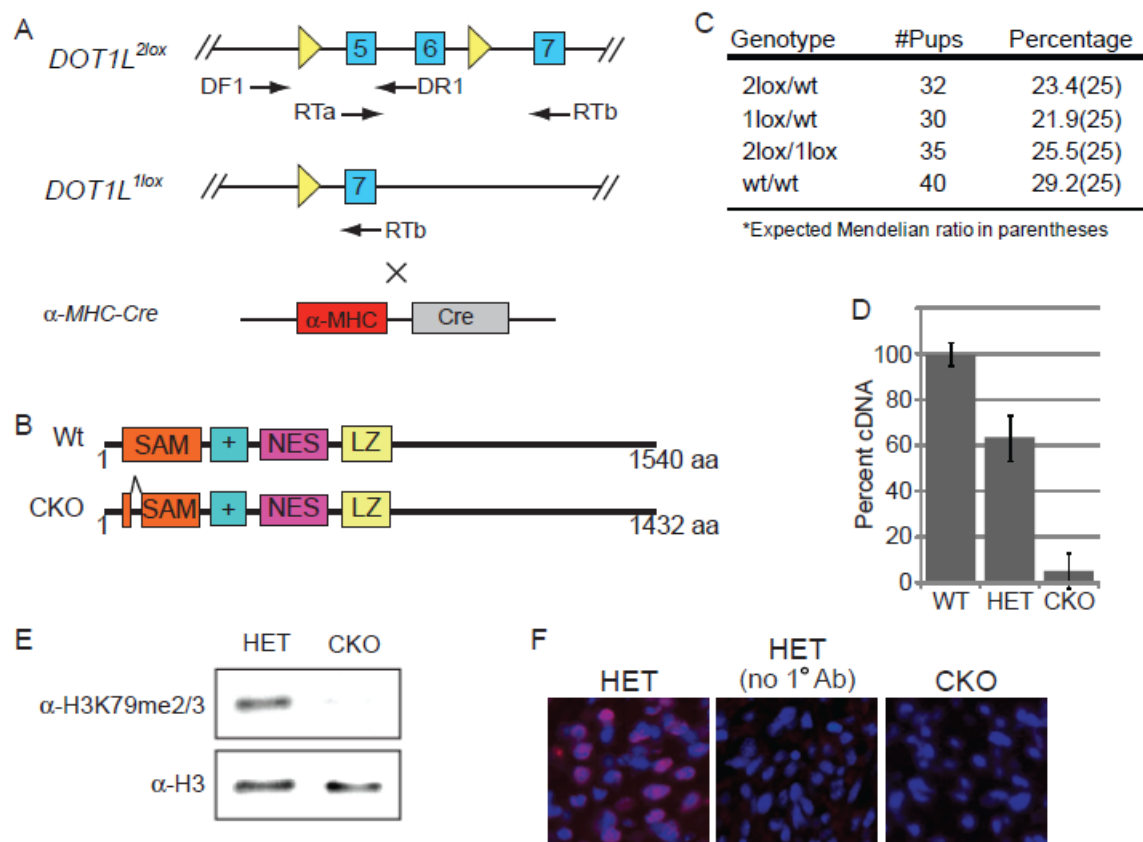 A
DOT1L2lox
5
6
7
DF1
DR1
RTa
RTb
DOT1L1lox
7
RTb
×
α-MHC-Cre
α-MHC
Cre
B
Wt
SAM
+
NES
LZ
1
1540 aa
CKO
SAM
+
NES
LZ
1
1432 aa
C
Genotype #Pups Percentage
2lox/wt 32 23.4(25)
1lox/wt 30 21.9(25)
2lox/1lox 35 25.5(25)
wt/wt 40 29.2(25)
*Expected Mendelian ratio in parentheses
D
Percent cDNA
100
80
60
40
20
0
WT HET CKO
E
HET CKO
α-H3K79me2/3
α-H3
F
HET
HET
(no 1° Ab)
CKO